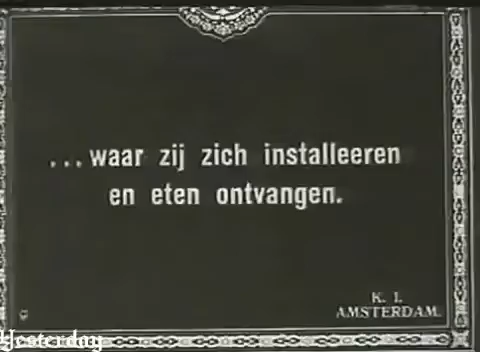 ...waar zij zich installeeren
en eten ontvangen.
K. I.
AMSTERDAM.
Yesterday